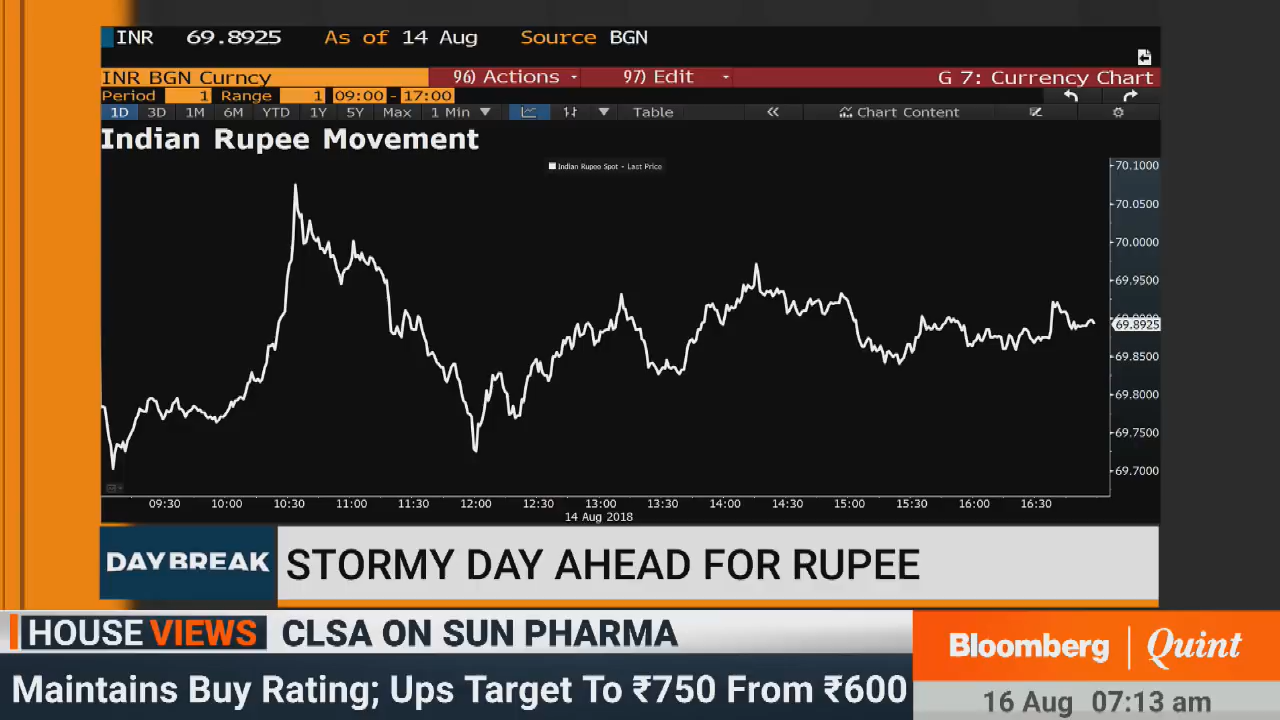 INR 69.8925 As of 14 Aug Source BGN
INR BGN Curncy 96) Actions 97) Edit G 7: Currency Chart
Period 1 Range 1 09:00 - 17:00
1D 3D 1M 6M YTD 1Y 5Y Max 1 Min Table Chart Content
Indian Rupee Movement
Indian Rupee Spot - Last Price
70.1000
70.0500
70.0000
69.9500
69.8925
69.8500
69.8000
69.7500
69.7000
09:30 10:00 10:30 11:00 11:30 12:00 12:30 13:00 13:30 14:00 14:30 15:00 15:30 16:00 16:30
14 Aug 2018
DAYBREAK
STORMY DAY AHEAD FOR RUPEE
HOUSE VIEWS CLSA ON SUN PHARMA
Maintains Buy Rating; Ups Target To ₹750 From ₹600
Bloomberg | Quint
16 Aug 07:13 am